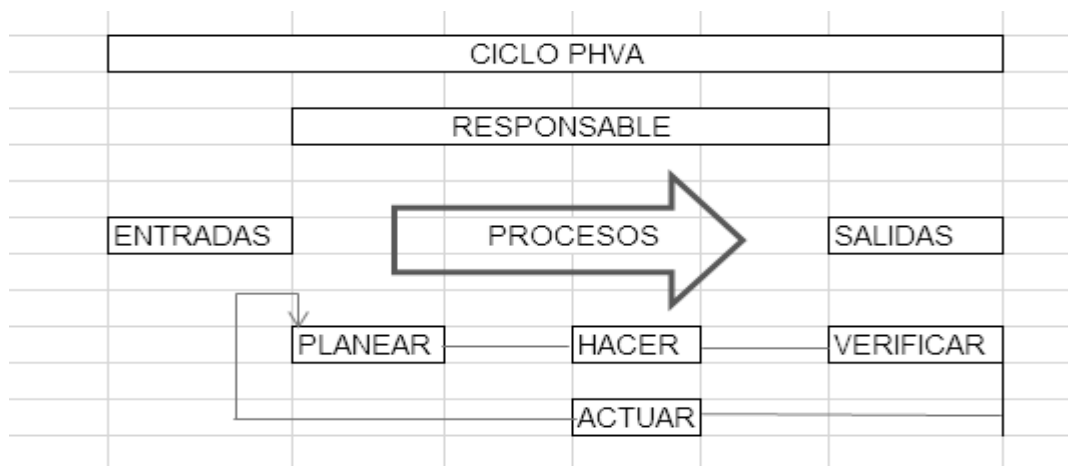 CICLO PHVA
RESPONSABLE
ENTRADAS PROCESOS SALIDAS
PLANEAR HACER VERIFICAR
ACTUAR